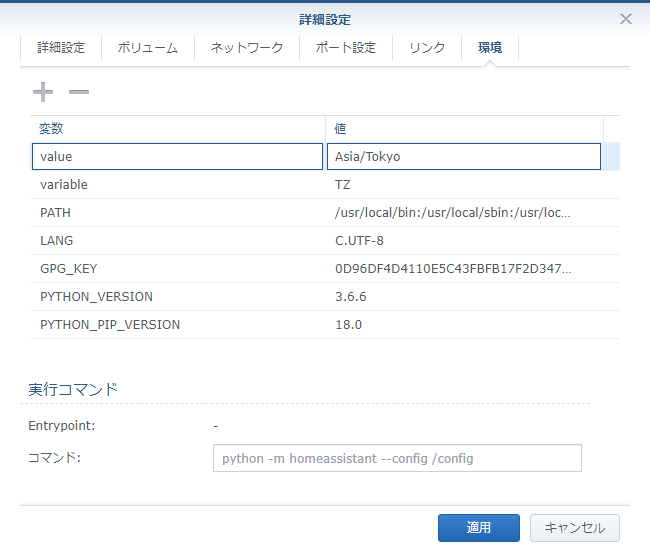 詳細設定
詳細設定 ボリューム ネットワーク ポート設定 リンク 環境
変数 値
value Asia/Tokyo
variable TZ
PATH /usr/local/bin:/usr/local/sbin:/usr/loc...
LANG C.UTF-8
GPG_KEY 0D96DF4D4110E5C43FBFB17F2D347...
PYTHON_VERSION 3.6.6
PYTHON_PIP_VERSION 18.0
実行コマンド
Entrypoint: -
コマンド: python -m homeassistant --config /config
適用 キャンセル